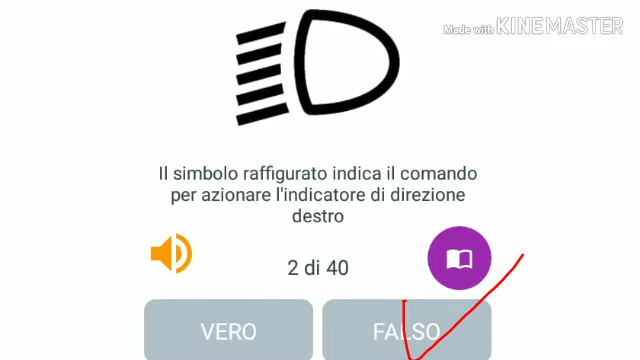 Made with KINEMASTER
Il simbolo raffigurato indica il comando
per azionare l'indicatore di direzione
destro
2 di 40
VERO FALSO